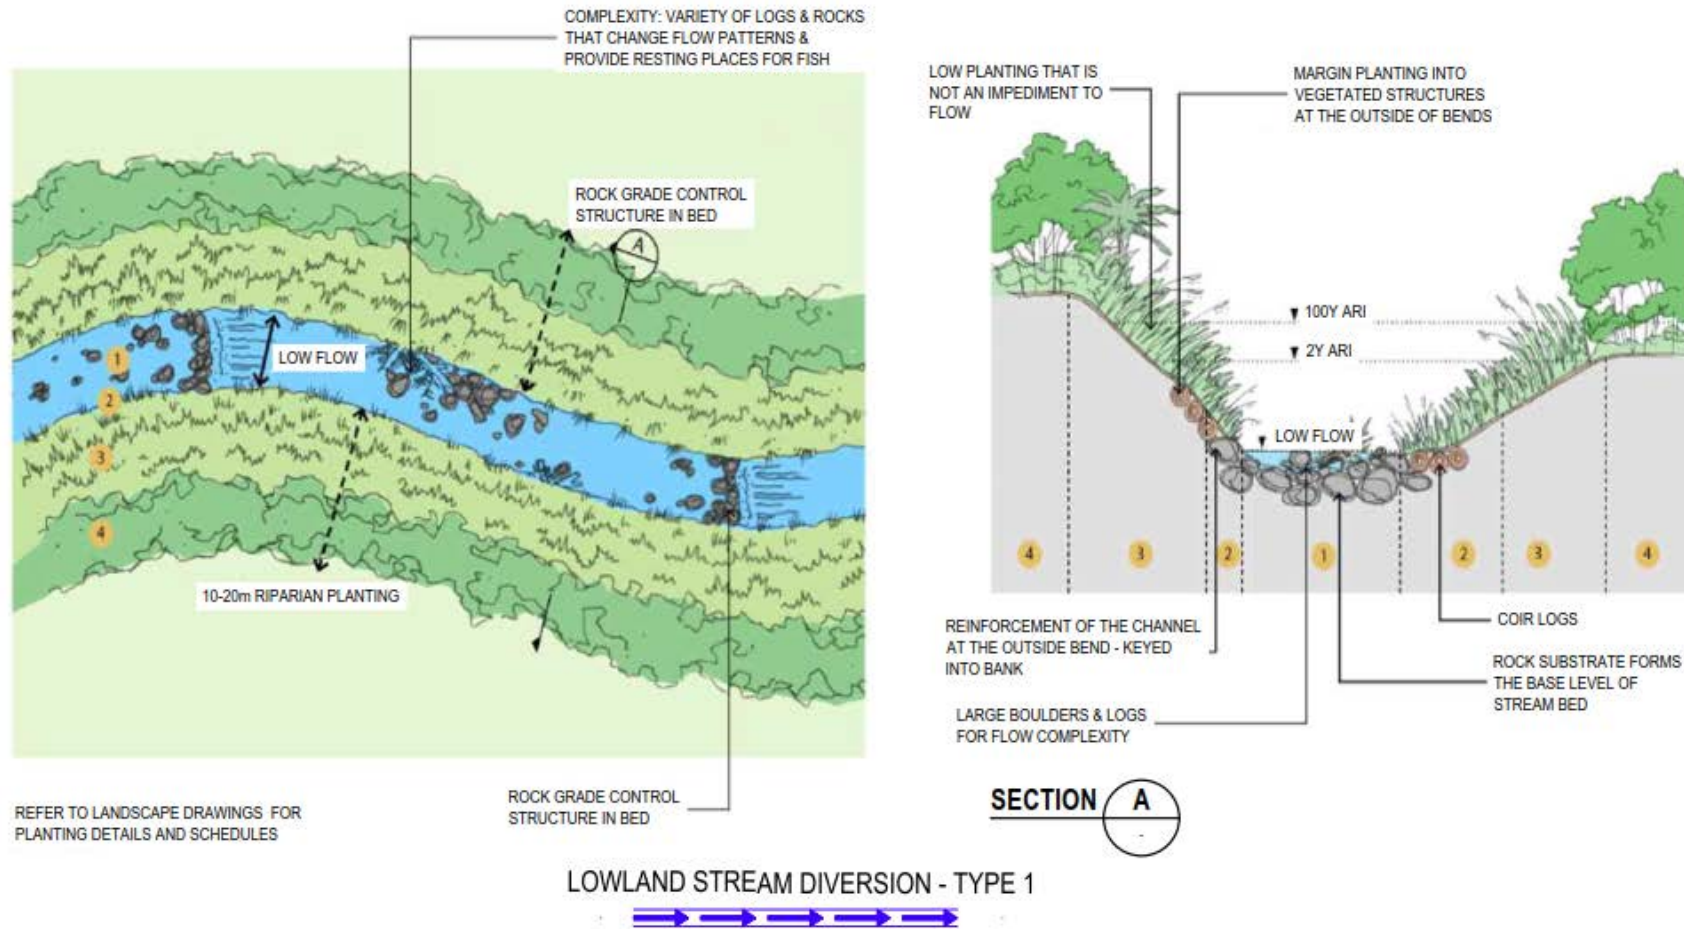 COMPLEXITY: VARIETY OF LOGS & ROCKS
THAT CHANGE FLOW PATTERNS &
PROVIDE RESTING PLACES FOR FISH
ROCK GRADE CONTROL
STRUCTURE IN BED
A
LOW FLOW
1
2
3
4
10-20m RIPARIAN PLANTING
ROCK GRADE CONTROL
STRUCTURE IN BED
REFER TO LANDSCAPE DRAWINGS FOR
PLANTING DETAILS AND SCHEDULES
LOW PLANTING THAT IS
NOT AN IMPEDIMENT TO
FLOW
MARGIN PLANTING INTO
VEGETATED STRUCTURES
AT THE OUTSIDE OF BENDS
100Y ARI
2Y ARI
LOW FLOW
4 3 2 1 2 3 4
REINFORCEMENT OF THE CHANNEL
AT THE OUTSIDE BEND - KEYED
INTO BANK
COIR LOGS
ROCK SUBSTRATE FORMS
THE BASE LEVEL OF
STREAM BED
LARGE BOULDERS & LOGS
FOR FLOW COMPLEXITY
SECTION A
-
LOWLAND STREAM DIVERSION - TYPE 1